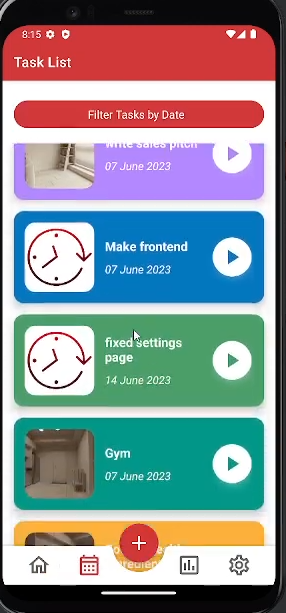 8:15
Task List
Filter Tasks by Date
write sales pitch
07 June 2023
Make frontend
07 June 2023
fixed settings
page
14 June 2023
Gym
07 June 2023